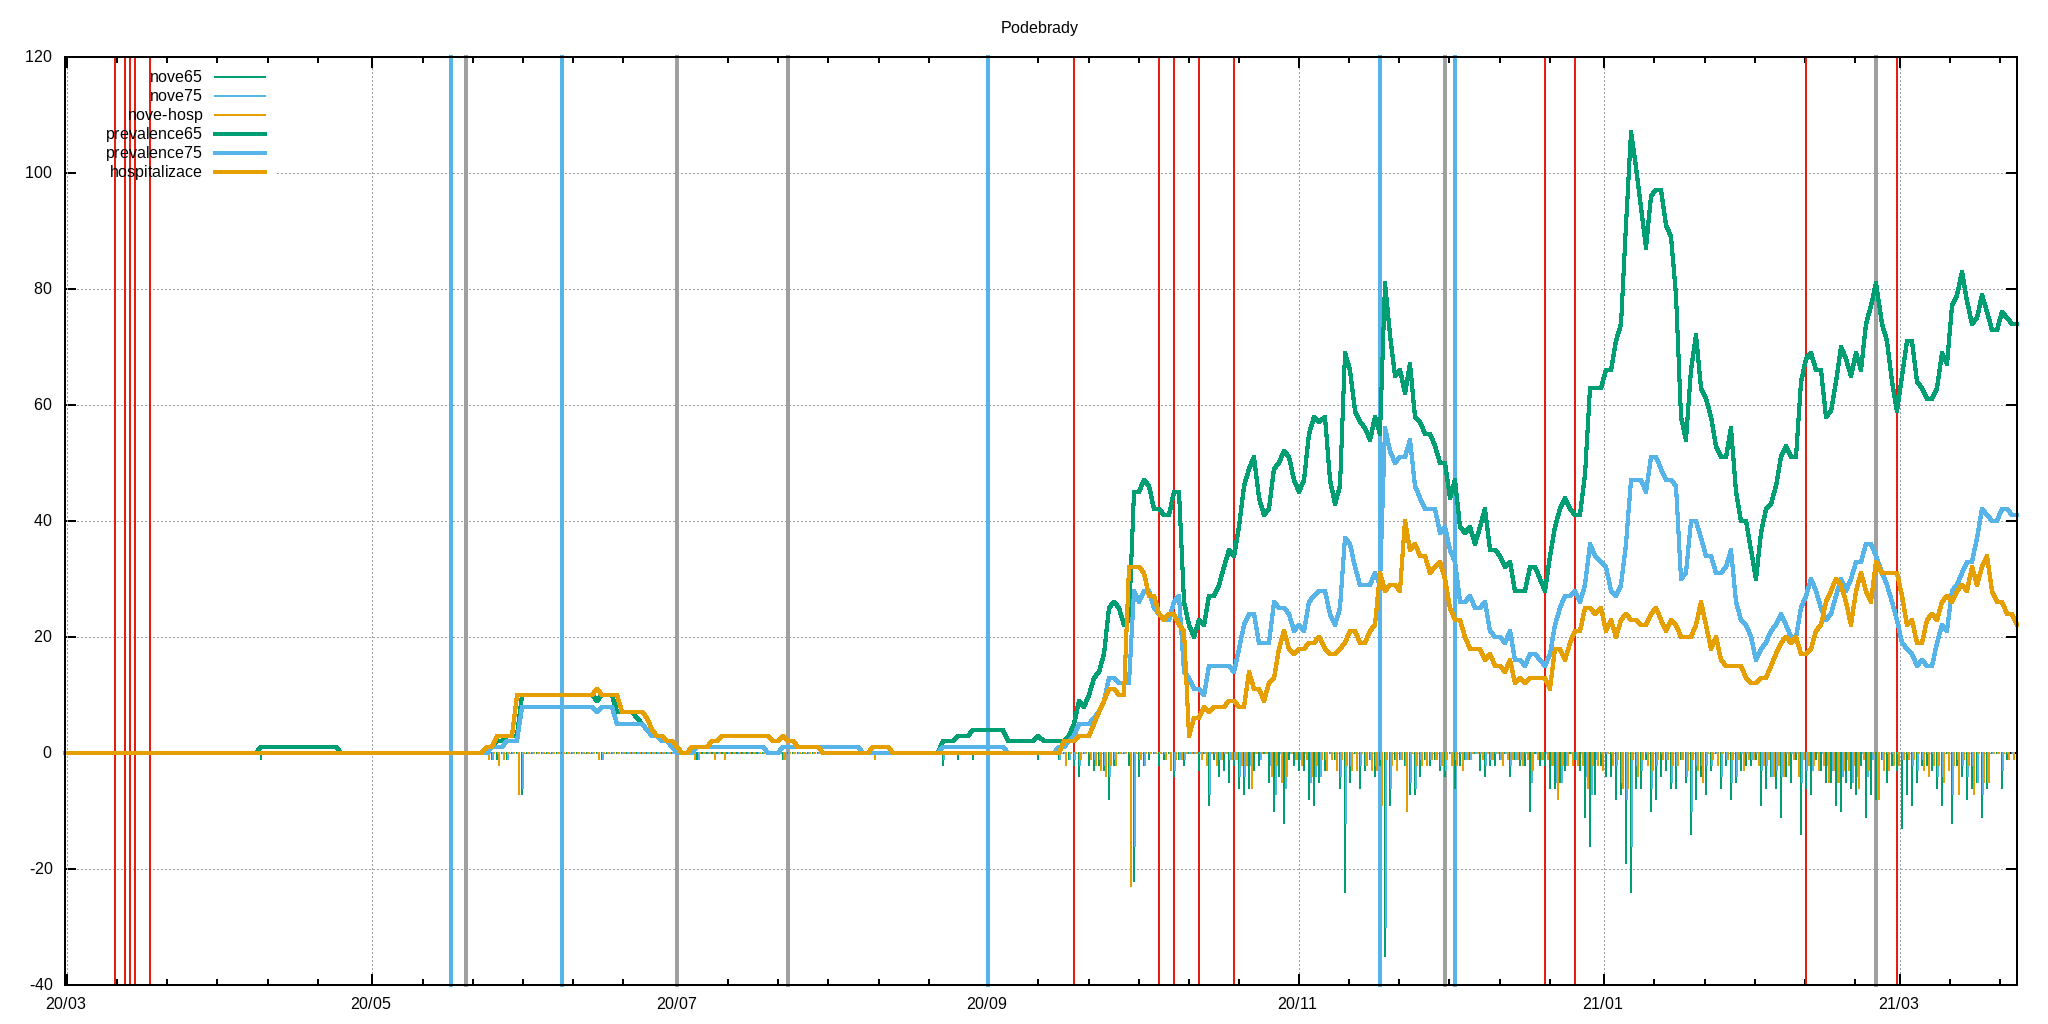 Podebrady
120
nove65
nove75
nove-hosp
prevalence65
prevalence75
hospitalizace
100
80
60
40
20
0
-20
-40
20/03 20/05 20/07 20/09 20/11 21/01 21/03